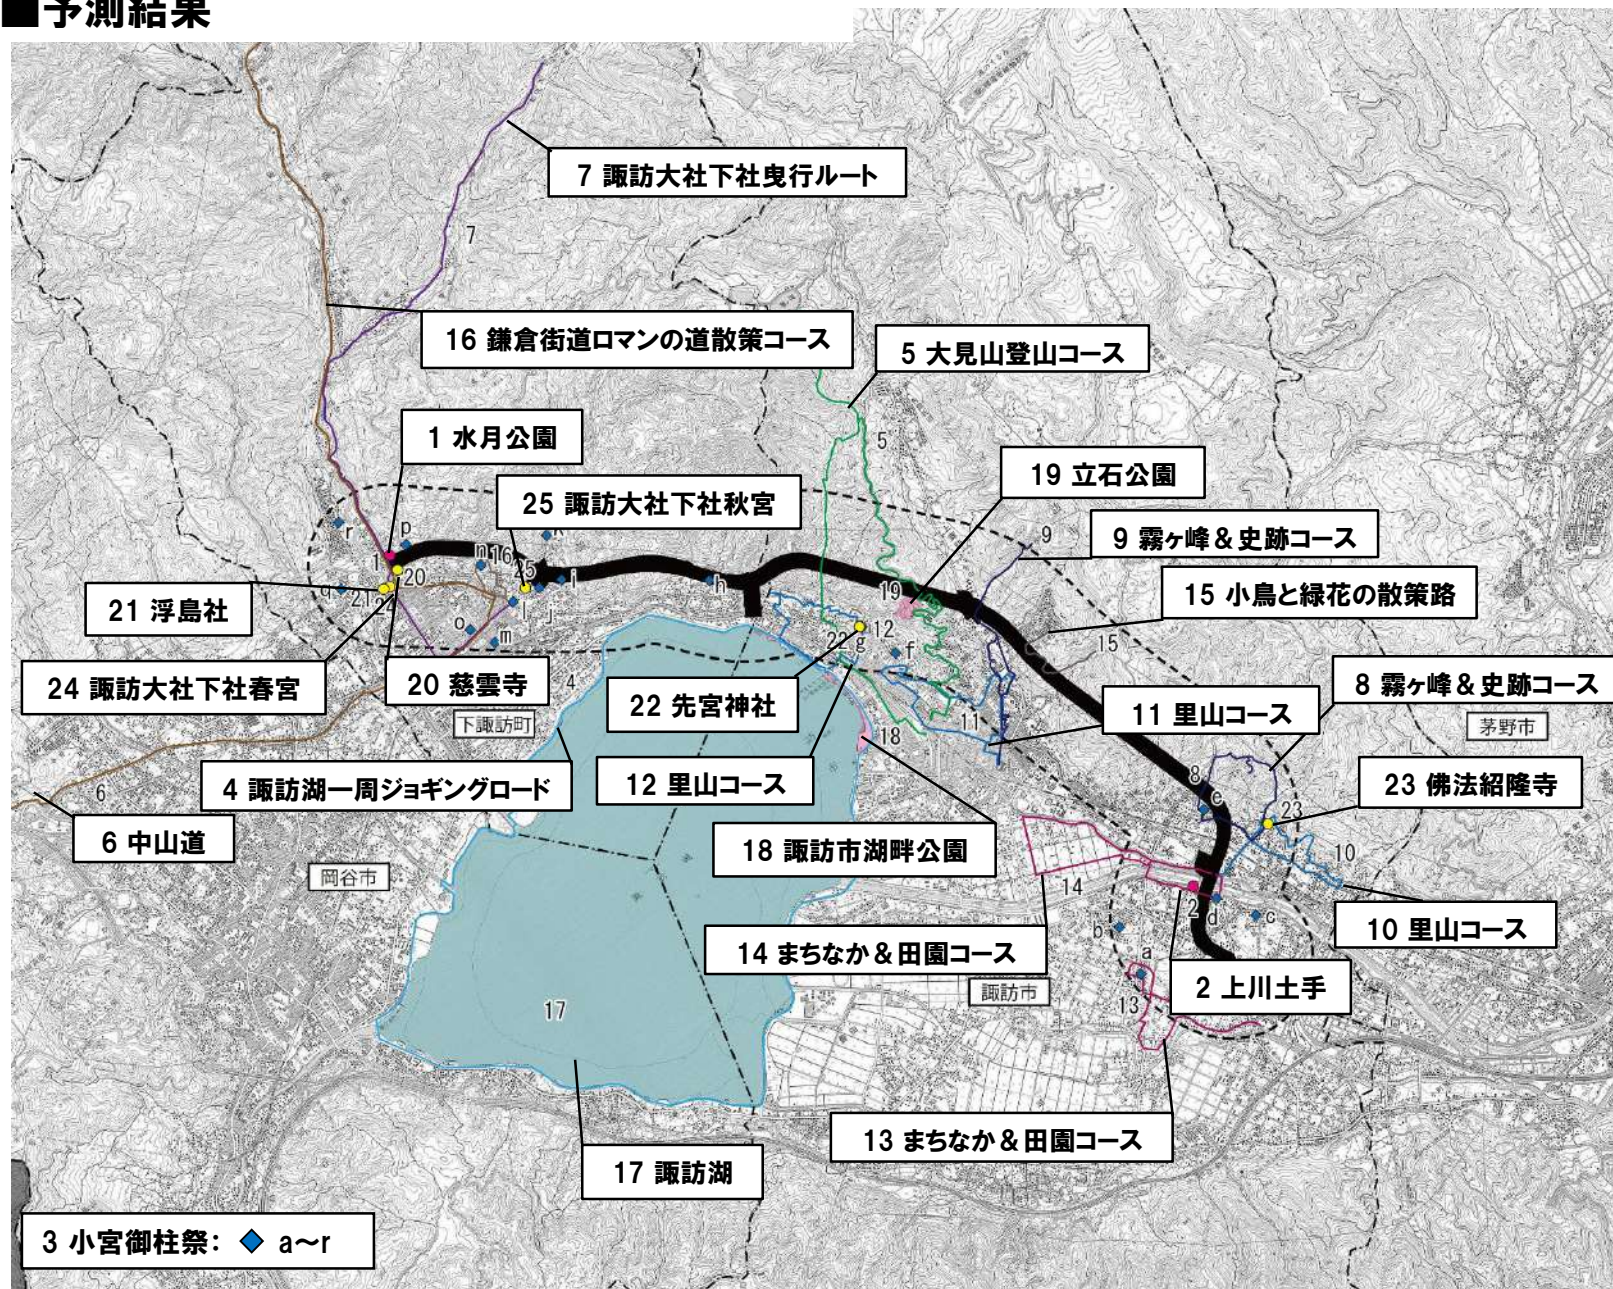 ■予測結果
7 諏訪大社下社曳行ルート
7
16 鎌倉街道ロマンの道散策コース
5 大見山登山コース
1 水月公園
5
19 立石公園
25 諏訪大社下社秋宮
9
9 霧ヶ峰＆史跡コース
r
p
k
1
n
16
20
25
i
h
19
15 小鳥と緑花の散策路
q
21
l
j
21 浮島社
o
m
22
g
12
f
15
24 諏訪大社下社春宮
20 慈雲寺
4
22 先宮神社
11
11 里山コース
8 霧ヶ峰＆史跡コース
下諏訪町
18
茅野市
6
4 諏訪湖一周ジョギングロード
12 里山コース
8
e
23 佛法紹隆寺
23
6 中山道
18 諏訪市湖畔公園
10
岡谷市
14
2
d
c
10 里山コース
b
14 まちなか＆田園コース
a
諏訪市
2 上川土手
13
17
13 まちなか＆田園コース
17 諏訪湖
3 小宮御柱祭： ◆ a～r